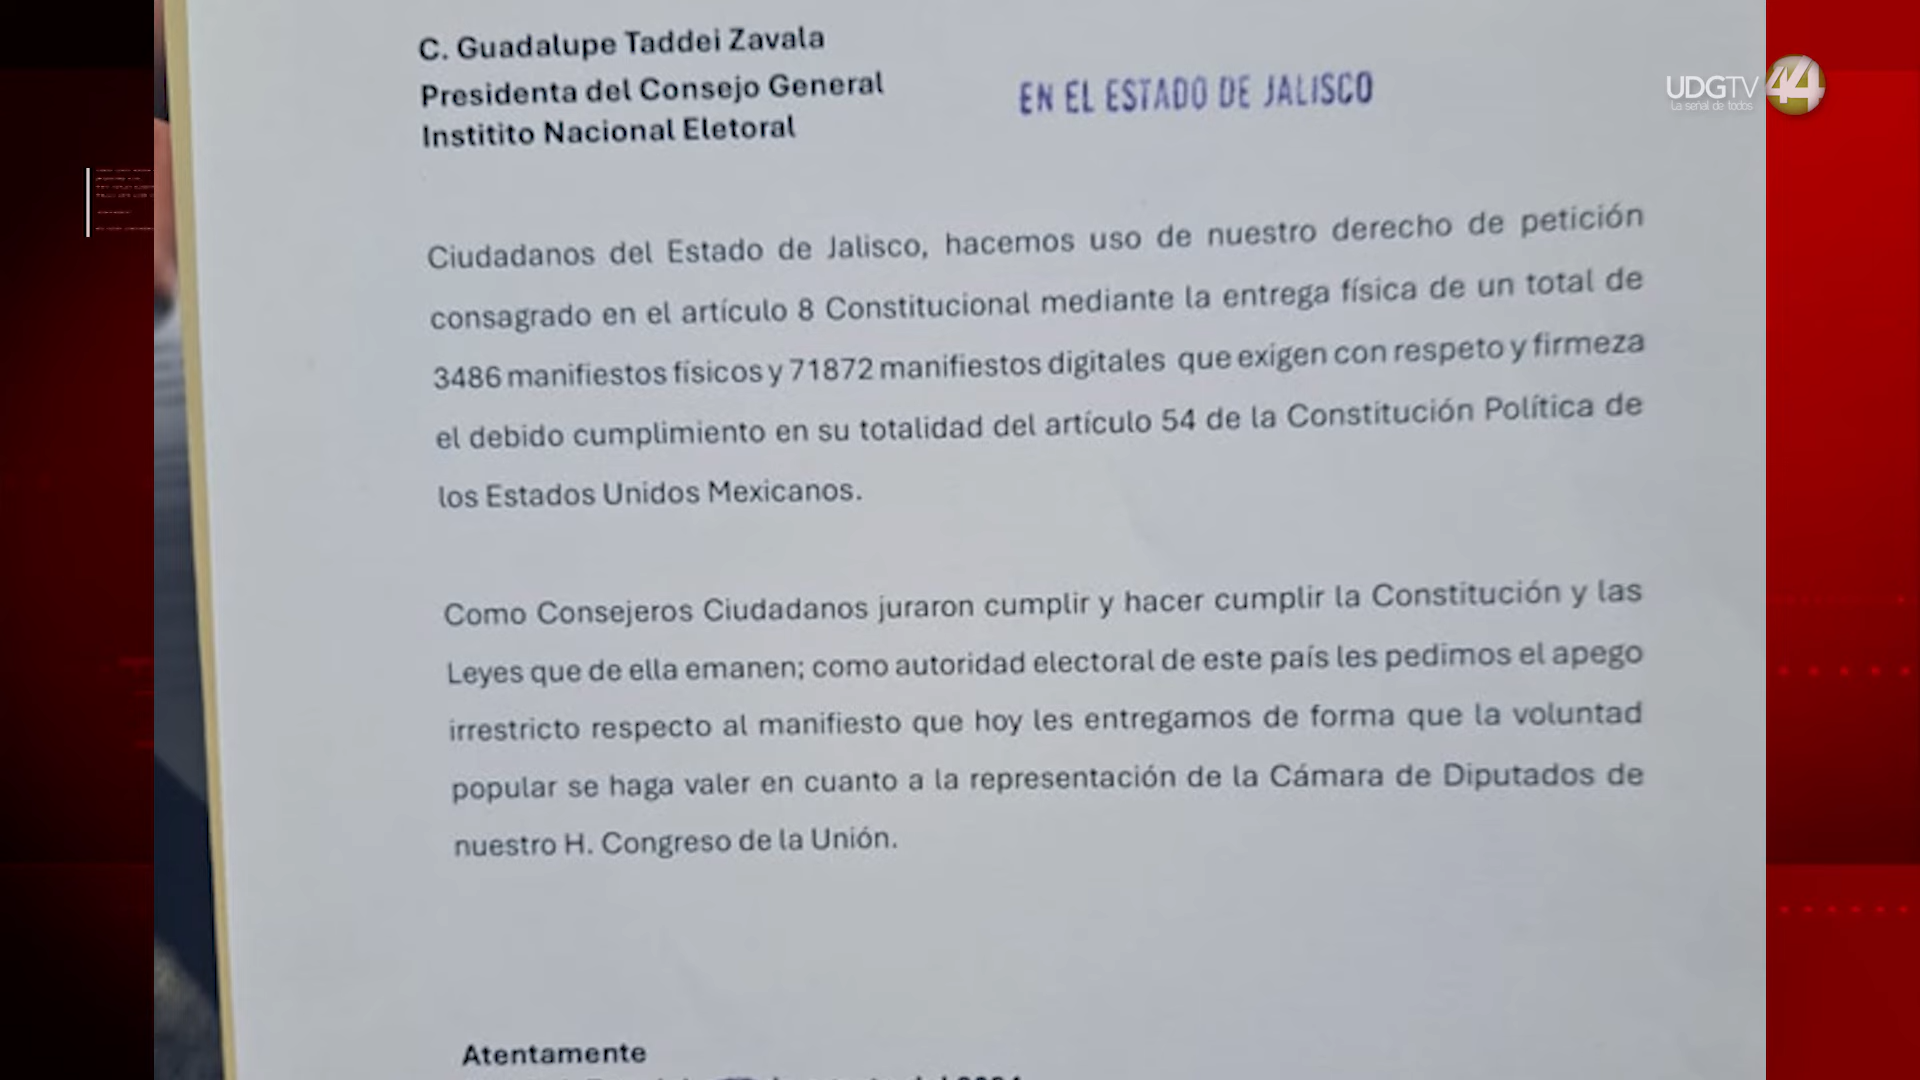 C. Guadalupe Taddei Zavala
Presidenta del Consejo General
Institito Nacional Eletoral
EN EL ESTADO DE JALISCO
UDGTV 44
La señal de todos
Ciudadanos del Estado de Jalisco, hacemos uso de nuestro derecho de petición
consagrado en el artículo 8 Constitucional mediante la entrega física de un total de
3486 manifiestos físicos y 71872 manifiestos digitales que exigen con respeto y firmeza
el debido cumplimiento en su totalidad del artículo 54 de la Constitución Política de
los Estados Unidos Mexicanos.
Como Consejeros Ciudadanos juraron cumplir y hacer cumplir la Constitución y las
Leyes que de ella emanen; como autoridad electoral de este país les pedimos el apego
irrestricto respecto al manifiesto que hoy les entregamos de forma que la voluntad
popular se haga valer en cuanto a la representación de la Cámara de Diputados de
nuestro H. Congreso de la Unión.
Atentamente